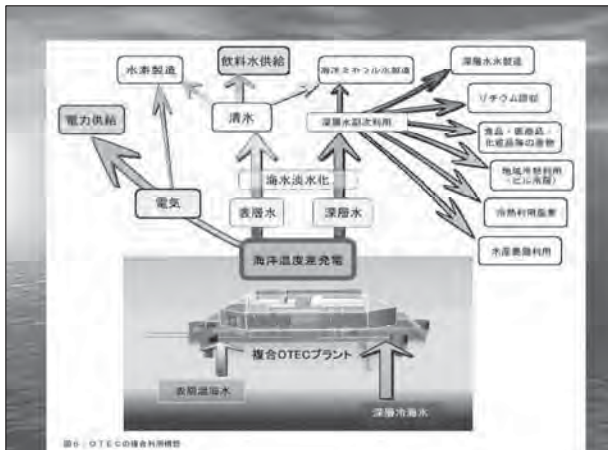 水素製造
飲料水供給
海洋ミネラル水製造
深層水氷製造
電力供給
清水
深層水副次利用
リチウム回収
食品・医薬品・
化粧品等の産物
地域冷熱利用
(ビル冷房)
冷熱利用農業
水産養殖利用
海水淡水化
電気
表層水
深層水
海洋温度差発電
複合OTECプラント
表層温海水
深層冷海水
図6:OTECの複合利用構想